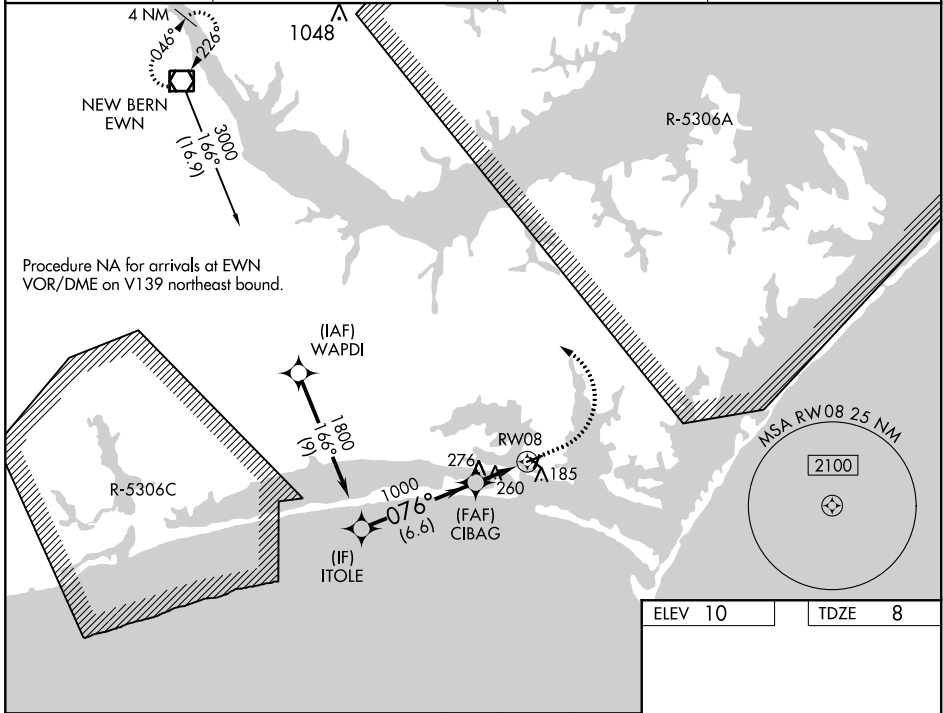 4 NM
046°
226°
1048
NEW BERN
EWN
3000
166°
(16.9)
R-5306A
Procedure NA for arrivals at EWN
VOR/DME on V139 northeast bound.
(IAF)
WAPDI
1800
166°
(9)
R-5306C
RW08
276
260
185
1000
076°
(6.6)
(FAF)
CIBAG
(IF)
ITOLE
MSA RW08 25 NM
2100
ELEV 10
TDZE 8